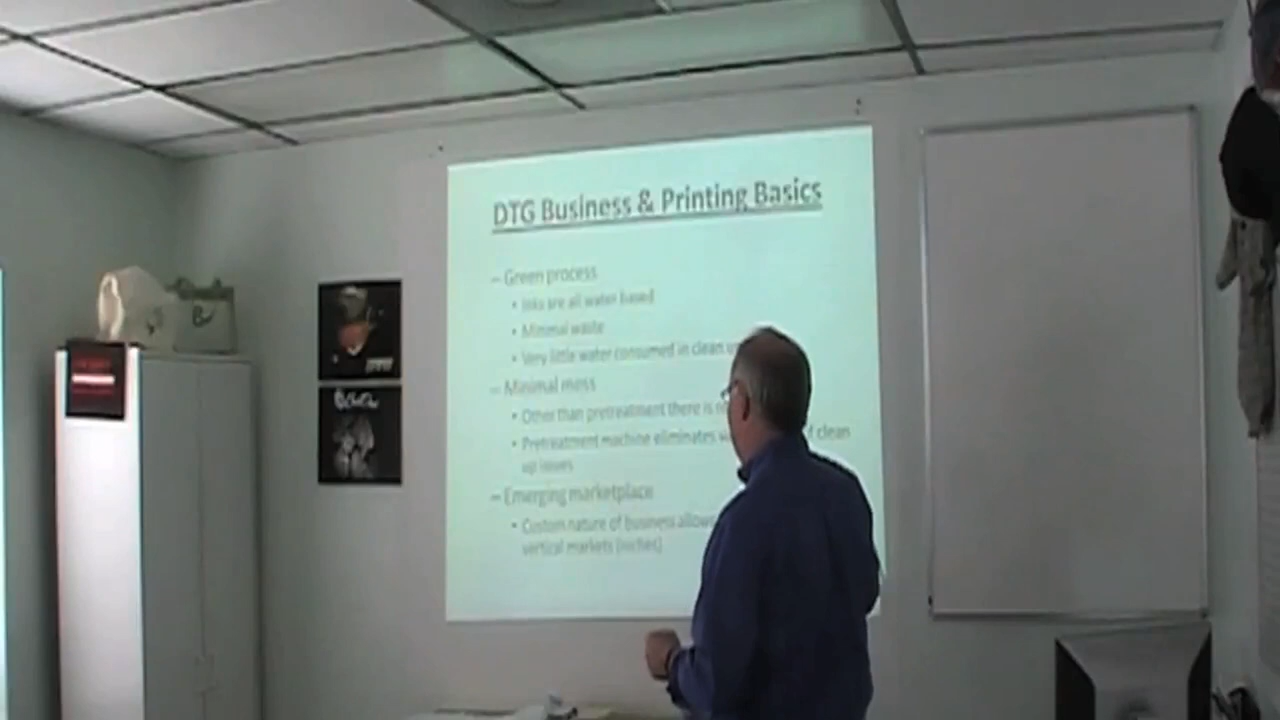 DTG Business & Printing Basics
– Green process
• Inks are all water based
• Minimal waste
• Very little water consumed in clean
– Minimal mess
• Other than pretreatment there is
• Pretreatment machine eliminates of clean
up issues
– Emerging marketplace
• Custom nature of business allows
vertical markets (niches)